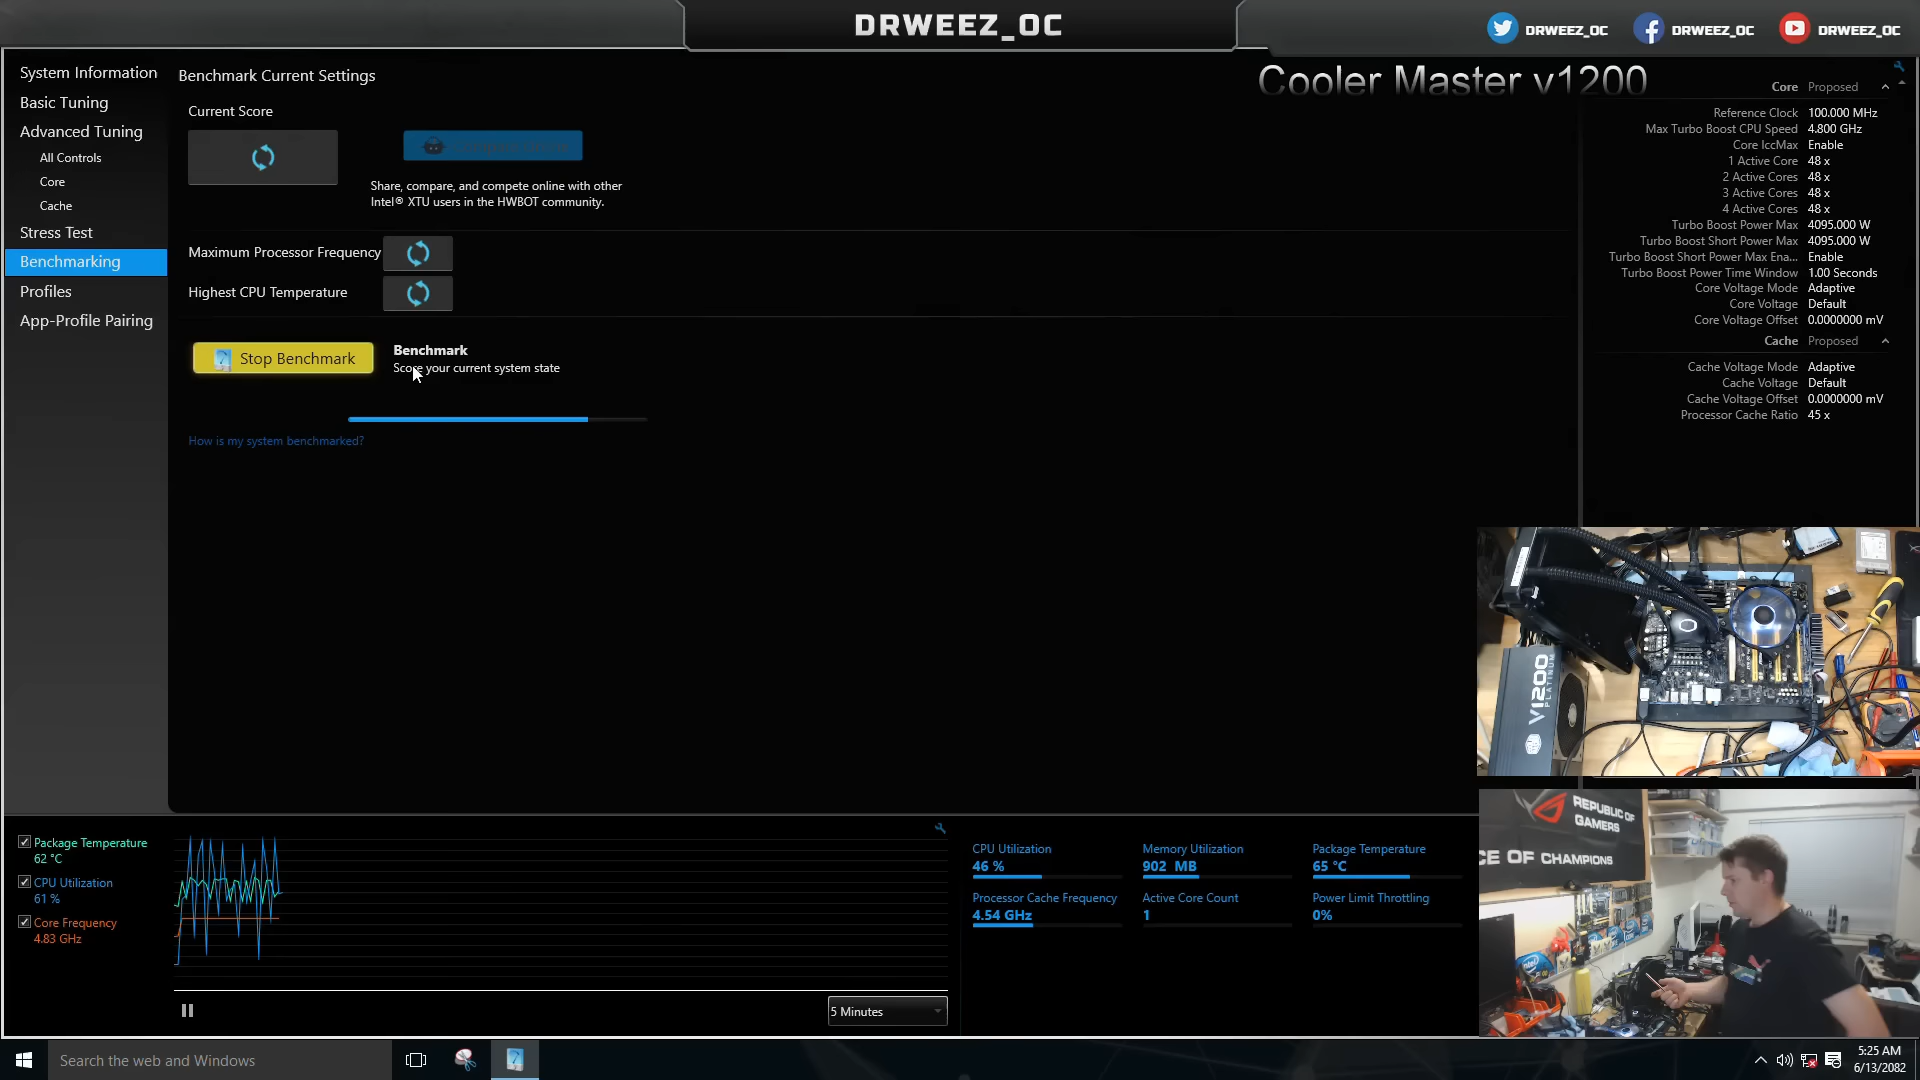 DRWEEZ_OC
DRWEEZ_OC
DRWEEZ_OC
DRWEEZ_OC
Cooler Master v1200
System Information
Basic Tuning
Advanced Tuning
All Controls
Core
Cache
Stress Test
Benchmarking
Profiles
App-Profile Pairing
Benchmark Current Settings
Current Score
Share, compare, and compete online with other
Intel® XTU users in the HWBOT community.
Maximum Processor Frequency
Highest CPU Temperature
Stop Benchmark
Benchmark
Score your current system state
How is my system benchmarked?
Core Proposed
Reference Clock 100.000 MHz
Max Turbo Boost CPU Speed 4.800 GHz
Core IccMax Enable
1 Active Core 48 x
2 Active Cores 48 x
3 Active Cores 48 x
4 Active Cores 48 x
Turbo Boost Power Max 4095.000 W
Turbo Boost Short Power Max 4095.000 W
Turbo Boost Short Power Max Ena... Enable
Turbo Boost Power Time Window 1.00 Seconds
Core Voltage Mode Adaptive
Core Voltage Default
Core Voltage Offset 0.0000000 mV
Cache Proposed
Cache Voltage Mode Adaptive
Cache Voltage Default
Cache Voltage Offset 0.0000000 mV
Processor Cache Ratio 45 x
V1200
PLATINUM
REPUBLIC OF
GAMERS
CE OF CHAMPIONS
Package Temperature
62 °C
CPU Utilization
61 %
Core Frequency
4.83 GHz
5 Minutes
CPU Utilization
46 %
Memory Utilization
902 MB
Package Temperature
65 °C
Processor Cache Frequency
4.54 GHz
Active Core Count
1
Power Limit Throttling
0%
Search the web and Windows
5:25 AM
6/13/2082